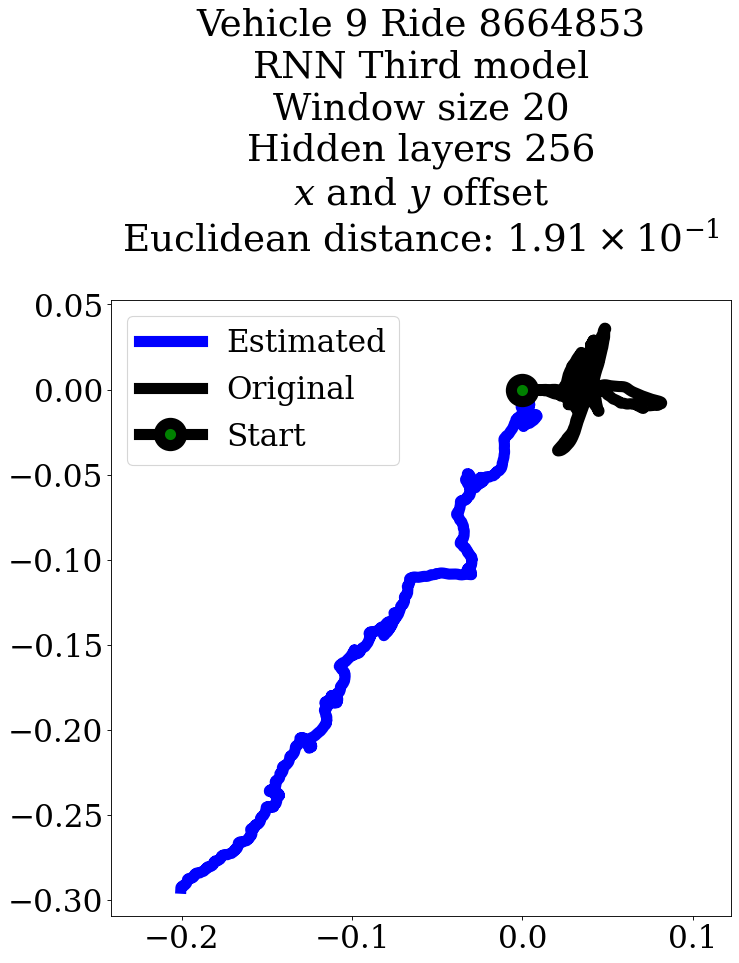 Vehicle 9 Ride 8664853
RNN Third model
Window size 20
Hidden layers 256
x and y offset
Euclidean distance: 1.91 × 10⁻¹
Estimated
Original
Start
0.05
0.00
−0.05
−0.10
−0.15
−0.20
−0.25
−0.30
−0.2
−0.1
0.0
0.1